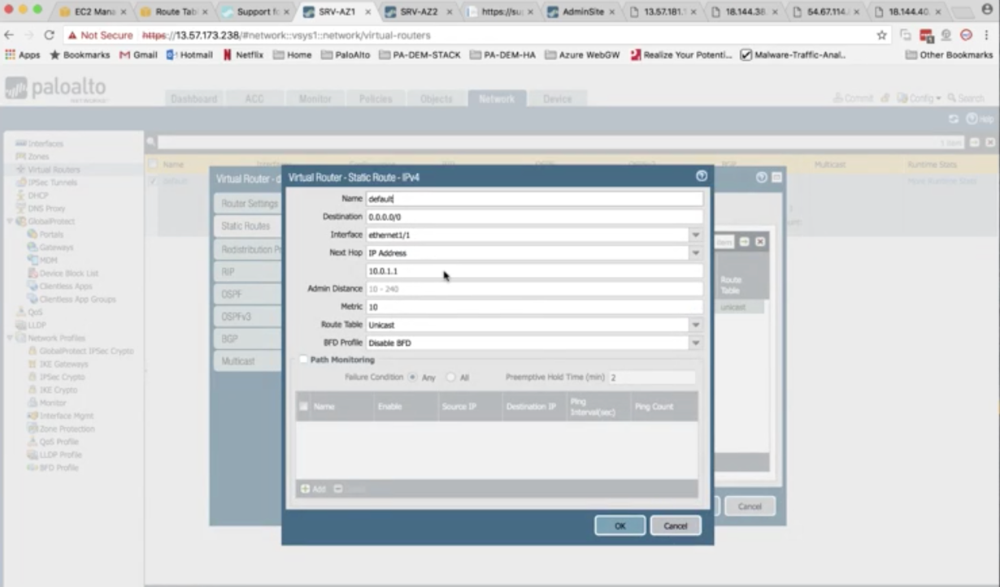 EC2 Mana
Route Tab
Support fo
SRV-AZ1
SRV-AZ2
https://su
AdminSite
13.57.181.
18.144.38.
54.67.114.
18.144.40.
Not Secure https://13.57.173.238/#network::vsys1::network/virtual-routers
Apps Bookmarks Gmail Hotmail Netflix Home PaloAlto PA-DEM-STACK PA-DEM-HA Azure WebGW Realize Your Potenti... Malware-Traffic-Anal... Other Bookmarks
paloalto
NETWORKS
Dashboard ACC Monitor Policies Objects Network Device
Commit Config Search
Help
1 item
Interfaces
Zones
Virtual Routers
IPSec Tunnels
DHCP
DNS Proxy
GlobalProtect
Portals
Gateways
MDM
Device Block List
Clientless Apps
Clientless App Groups
QoS
LLDP
Network Profiles
GlobalProtect IPSec Crypto
IKE Gateways
IPSec Crypto
IKE Crypto
Monitor
Interface Mgmt
Zone Protection
QoS Profile
LLDP Profile
BFD Profile
Name
Multicast
Runtime Stats
default
More Runtime Stats
Virtual Router - d
Router Settings
Static Routes
Redistribution P
RIP
OSPF
OSPFv3
BGP
Multicast
Route
Table
unicast
Cancel
Virtual Router - Static Route - IPv4
Name default
Destination 0.0.0.0/0
Interface ethernet1/1
Next Hop IP Address
10.0.1.1
Admin Distance 10 - 240
Metric 10
Route Table Unicast
BFD Profile Disable BFD
Path Monitoring
Failure Condition Any All Preemptive Hold Time (min) 2
Name Enable Source IP Destination IP Ping Interval(sec) Ping Count
Add
OK Cancel